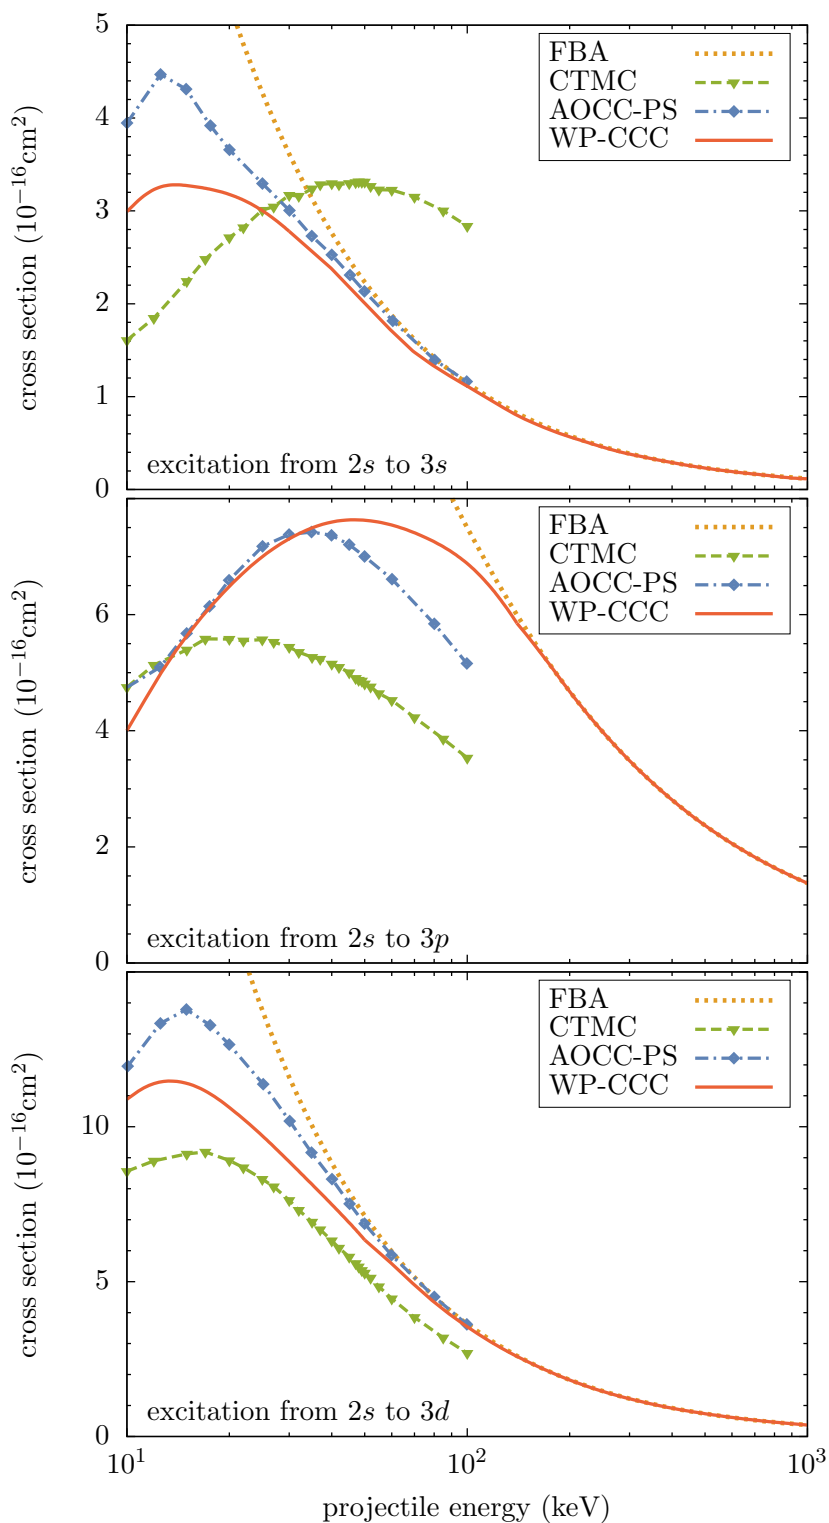 5
4
3
2
1
0
cross section (10⁻¹⁶cm²)
FBA
CTMC
AOCC-PS
WP-CCC
excitation from 2s to 3s
6
4
2
0
cross section (10⁻¹⁶cm²)
FBA
CTMC
AOCC-PS
WP-CCC
excitation from 2s to 3p
10
5
0
cross section (10⁻¹⁶cm²)
FBA
CTMC
AOCC-PS
WP-CCC
excitation from 2s to 3d
10¹ 10² 10³
projectile energy (keV)